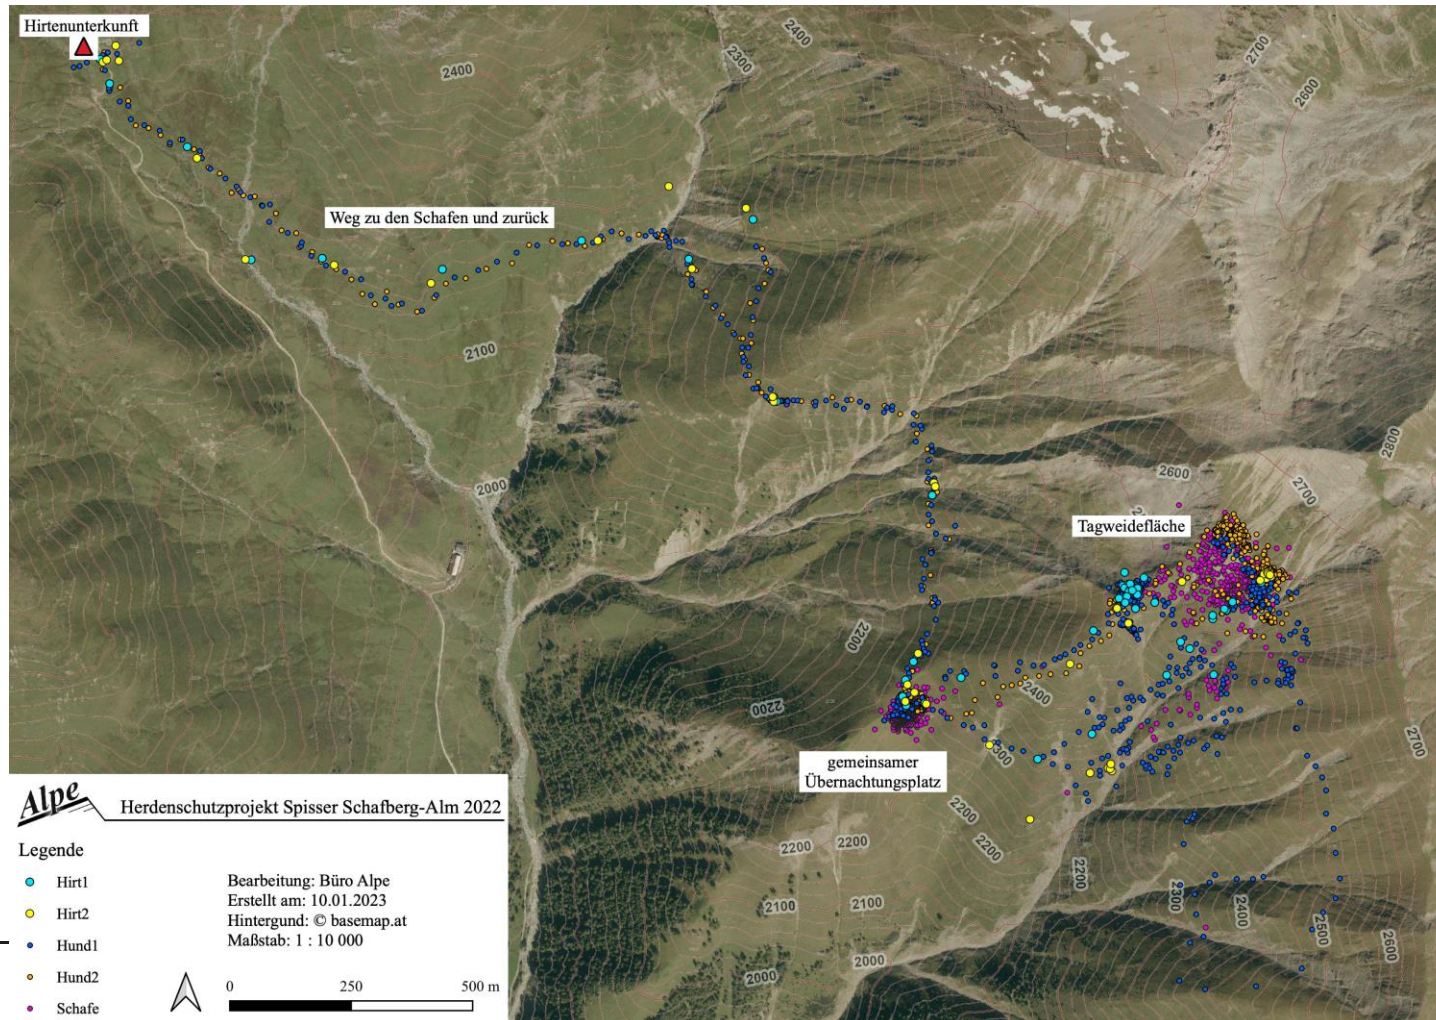 Hirtenunterkunft
2400
2300
2400
2700
2600
Weg zu den Schafen und zurück
2100
2000
2800
2600
2700
Tagweidefläche
2200
2400
2200
2300
2700
gemeinsamer
Übernachtungsplatz
2200
2200
2200 2200
2200
2100 2100
2300
2400
2500
2600
2000
2000
Alpe
Herdenschutzprojekt Spisser Schafberg-Alm 2022
Legende
Hirt1
Hirt2
Hund1
Hund2
Schafe
Bearbeitung: Büro Alpe
Erstellt am: 10.01.2023
Hintergund: © basemap.at
Maßstab: 1 : 10 000
0 250 500 m